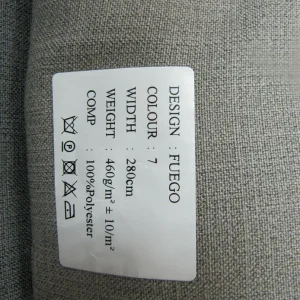 DESIGN : FUEGO
COLOUR : 7
WIDTH : 280cm
WEIGHT : 460g/m² ± 10/m²
COMP : 100%Polyester